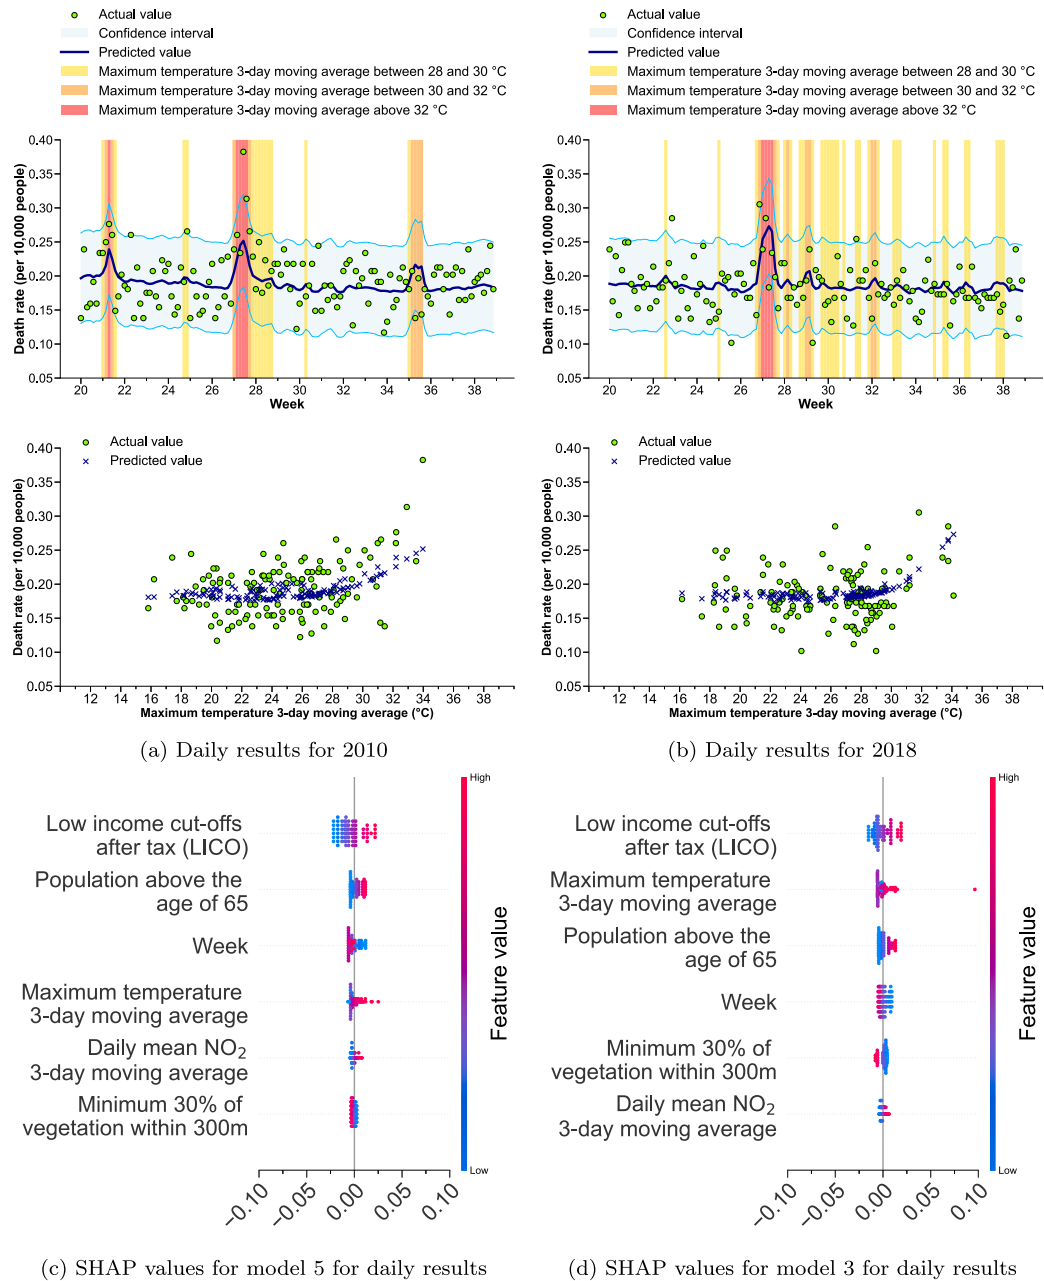 Actual value
Confidence interval
Predicted value
Maximum temperature 3-day moving average between 28 and 30 °C
Maximum temperature 3-day moving average between 30 and 32 °C
Maximum temperature 3-day moving average above 32 °C
Death rate (per 10,000 people)
0.40
0.35
0.30
0.25
0.20
0.15
0.10
0.05
20 22 24 26 28 30 32 34 36 38
Week
Actual value
Confidence interval
Predicted value
Maximum temperature 3-day moving average between 28 and 30 °C
Maximum temperature 3-day moving average between 30 and 32 °C
Maximum temperature 3-day moving average above 32 °C
Death rate (per 10,000 people)
0.40
0.35
0.30
0.25
0.20
0.15
0.10
0.05
20 22 24 26 28 30 32 34 36 38
Week
Actual value
Predicted value
Death rate (per 10,000 people)
0.40
0.35
0.30
0.25
0.20
0.15
0.10
0.05
12 14 16 18 20 22 24 26 28 30 32 34 36 38
Maximum temperature 3-day moving average (°C)
(a) Daily results for 2010
Actual value
Predicted value
Death rate (per 10,000 people)
0.40
0.35
0.30
0.25
0.20
0.15
0.10
0.05
12 14 16 18 20 22 24 26 28 30 32 34 36 38
Maximum temperature 3-day moving average (°C)
(b) Daily results for 2018
Low income cut-offs
after tax (LICO)
Population above the
age of 65
Week
Maximum temperature
3-day moving average
Daily mean NO₂
3-day moving average
Minimum 30% of
vegetation within 300m
−0.10 −0.05 0.00 0.05 0.10
High
Feature value
Low
(c) SHAP values for model 5 for daily results
Low income cut-offs
after tax (LICO)
Maximum temperature
3-day moving average
Population above the
age of 65
Week
Minimum 30% of
vegetation within 300m
Daily mean NO₂
3-day moving average
−0.10 −0.05 0.00 0.05 0.10
High
Feature value
Low
(d) SHAP values for model 3 for daily results